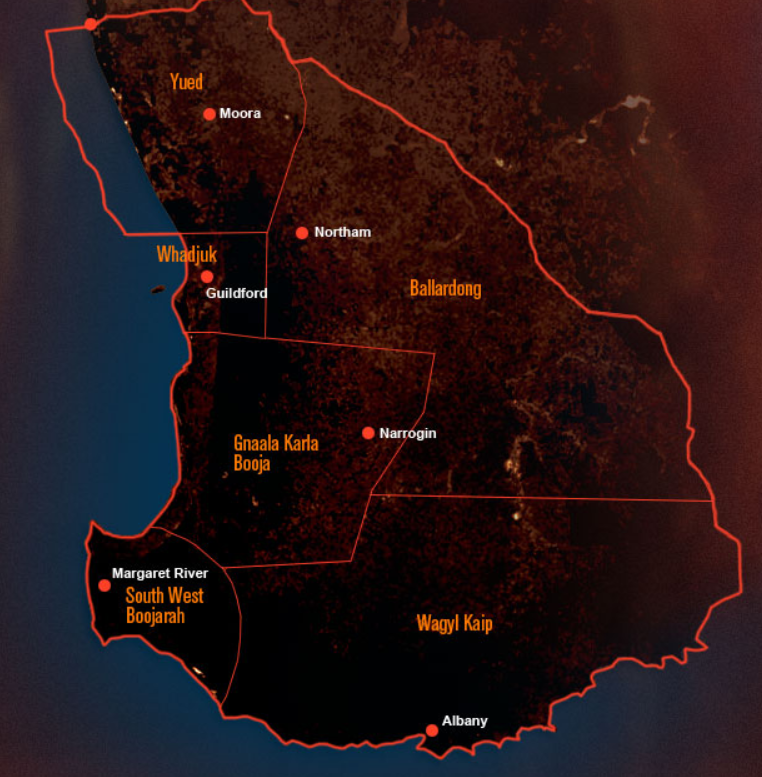 Yued
Moora
Northam
Whadjuk
Guildford
Ballardong
Narrogin
Gnaala Karla
Booja
Margaret River
South West
Boojarah
Wagyl Kaip
Albany